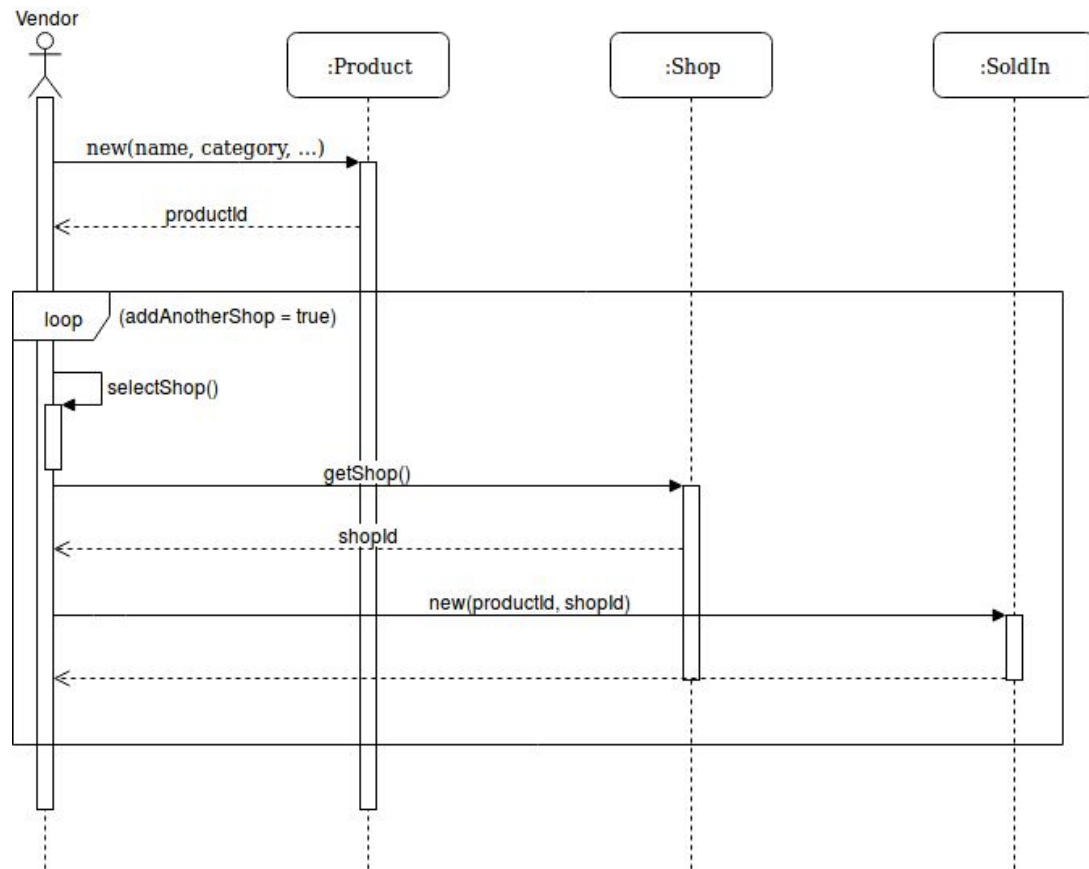 Vendor
:Product
:Shop
:SoldIn
new(name, category, ...)
productId
loop
(addAnotherShop = true)
selectShop()
getShop()
shopId
new(productId, shopId)